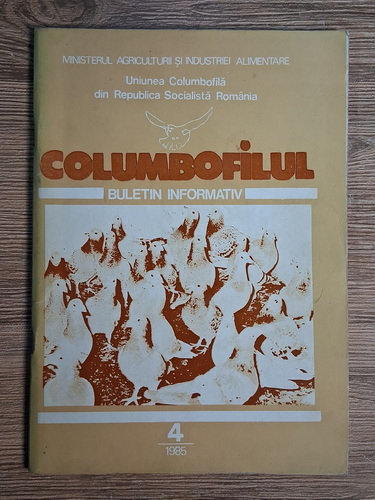 MINISTERUL AGRICULTURII ȘI INDUSTRIEI ALIMENTARE
Uniunea Columbofilă
din Republica Socialistă România
COLUMBOFiLUL
BULETIN INFORMATIV
4
1985